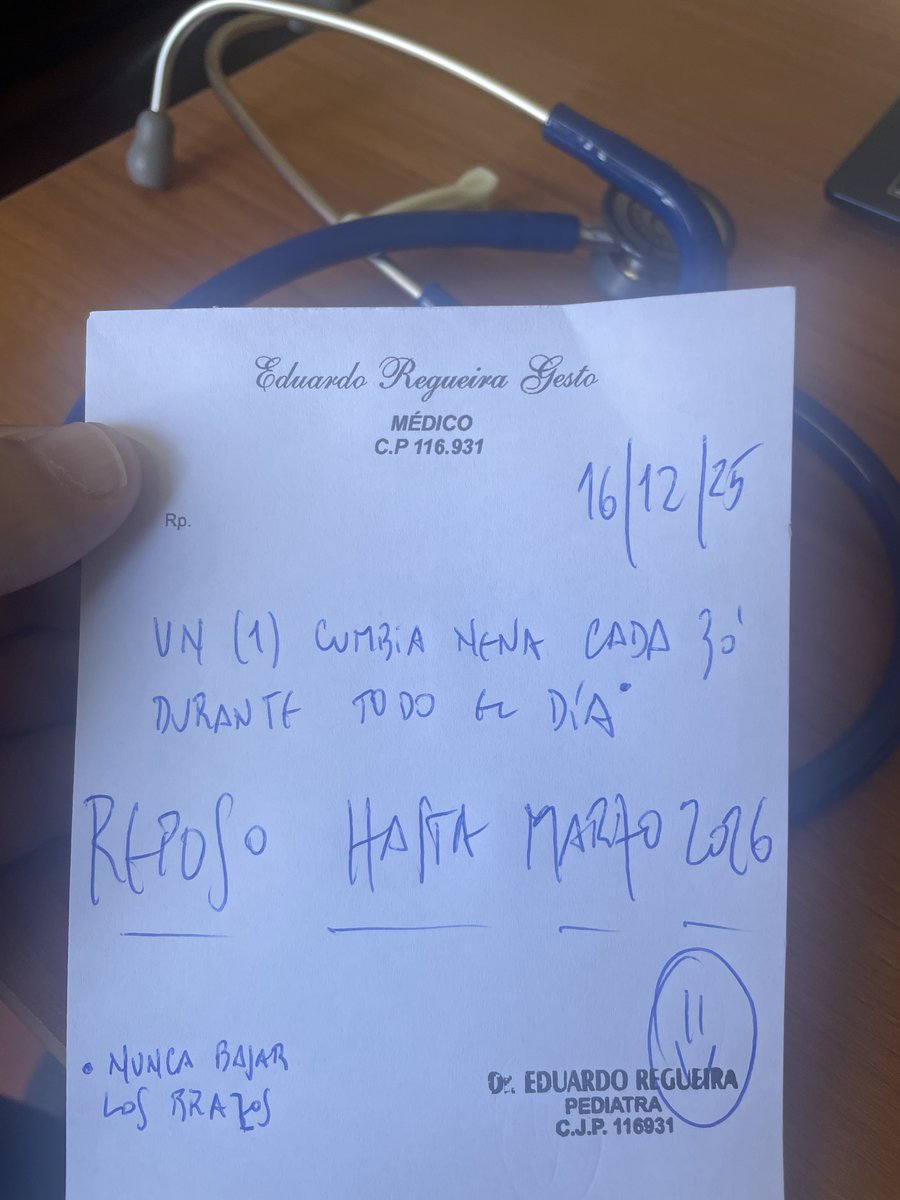 Eduardo Regueira Gesto
MÉDICO
C.P 116.931
16/12/25
Rp.
UN (1) CUMBIA NENA CADA 30'
DURANTE TODO EL DÍA.
REPOSO HASTA MARZO 2026
• NUNCA BAJAR
LOS BRAZOS
Dr. EDUARDO REGUEIRA
PEDIATRA
C.J.P. 116931